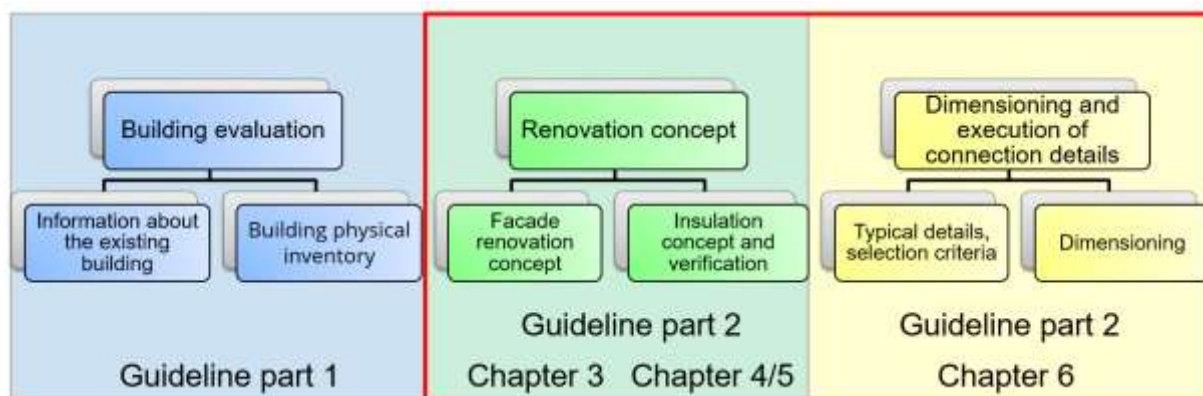 Building evaluation
Information about
the existing
building
Building physical
inventory
Guideline part 1
Renovation concept
Facade
renovation
concept
Insulation
concept and
verification
Guideline part 2
Chapter 3 Chapter 4/5
Dimensioning and
execution of
connection details
Typical details,
selection criteria
Dimensioning
Guideline part 2
Chapter 6